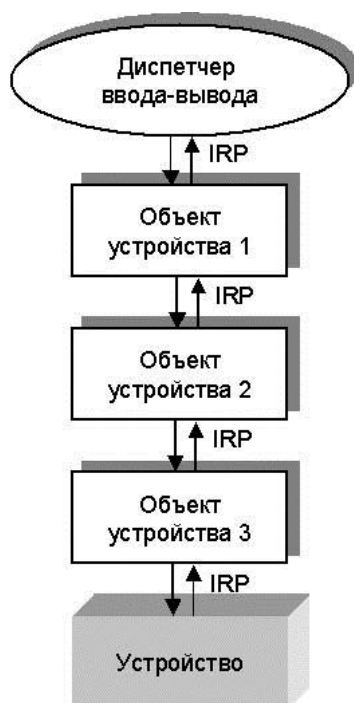 Диспетчер
ввода-вывода
IRP
Объект
устройства 1
IRP
Объект
устройства 2
IRP
Объект
устройства 3
IRP
Устройство